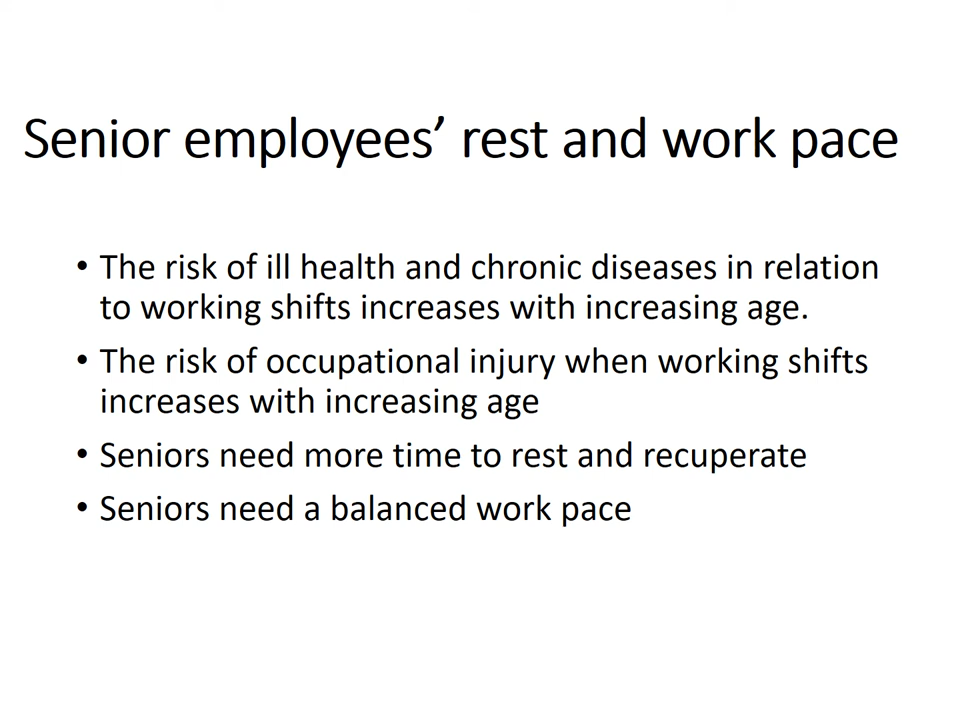 Senior employees’ rest and work pace
• The risk of ill health and chronic diseases in relation
to working shifts increases with increasing age.
• The risk of occupational injury when working shifts
increases with increasing age
• Seniors need more time to rest and recuperate
• Seniors need a balanced work pace